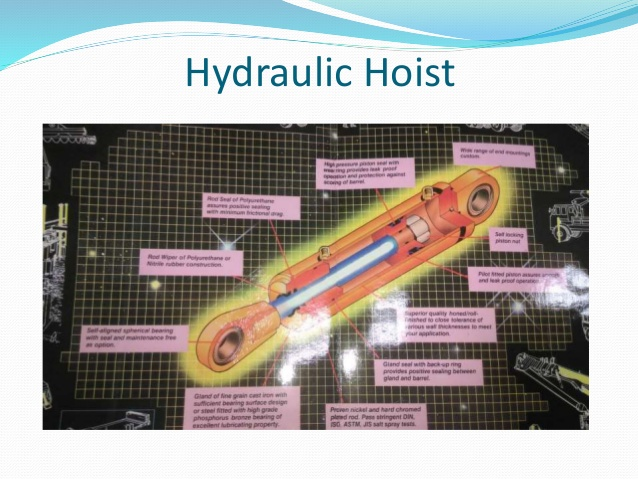 Hydraulic Hoist
High pressure piston seal with
wear ring provides leak proof
operation and protection against
scoring of barrel.
Wide range of end mountings
custom
Rod Seal of Polyurethane
assures positive sealing
with minimum frictional drag.
Self locking
piston nut
Rod Wiper of Polyurethane or
Nitrile rubber construction.
Pilot fitted piston assures
and leak proof operation
Superior quality honed/roll
finished to close tolerance of
various wall thicknesses to meet
your application.
Self-aligned spherical bearing
with seal and maintenance free
as option.
Gland seal with back-up ring
provides positive sealing between
gland and barrel.
Gland of fine grain cast iron with
sufficient bearing surface design
or steel fitted with high grade
phosphorus bronze bearing of
excellent lubricating property.
Proven nickel and hard chromed
plated rod. Pass stringent DIN,
ISO, ASTM, JIS salt spray tests.